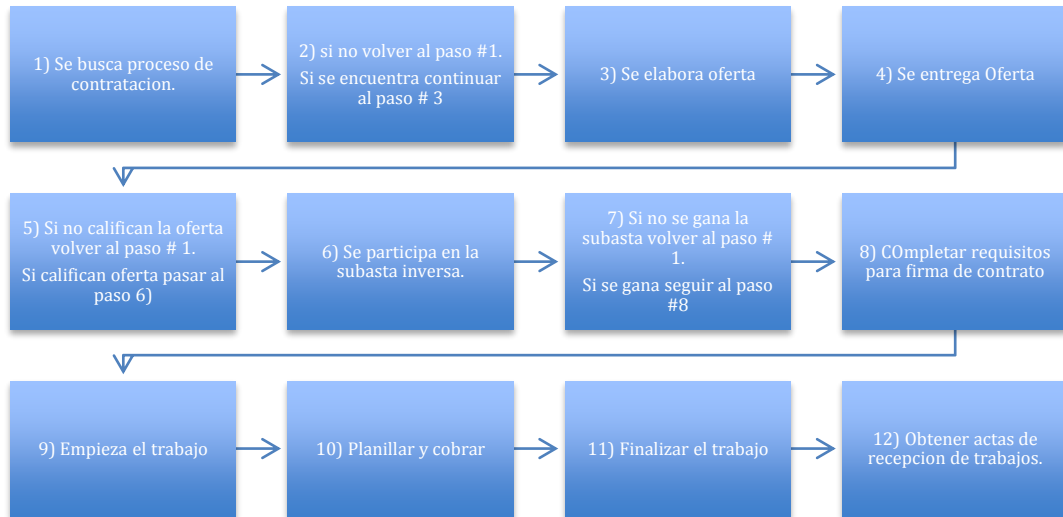 1) Se busca proceso de
contratacion.
2) si no volver al paso #1.
Si se encuentra continuar
al paso # 3
3) Se elabora oferta
4) Se entrega Oferta
5) Si no califican la oferta
volver al paso # 1.
Si califican oferta pasar al
paso 6)
6) Se participa en la
subasta inversa.
7) Si no se gana la
subasta volver al paso #
1.
Si se gana seguir al paso
#8
8) COmpletar requisitos
para firma de contrato
9) Empieza el trabajo
10) Planillar y cobrar
11) Finalizar el trabajo
12) Obtener actas de
recepcion de trabajos.